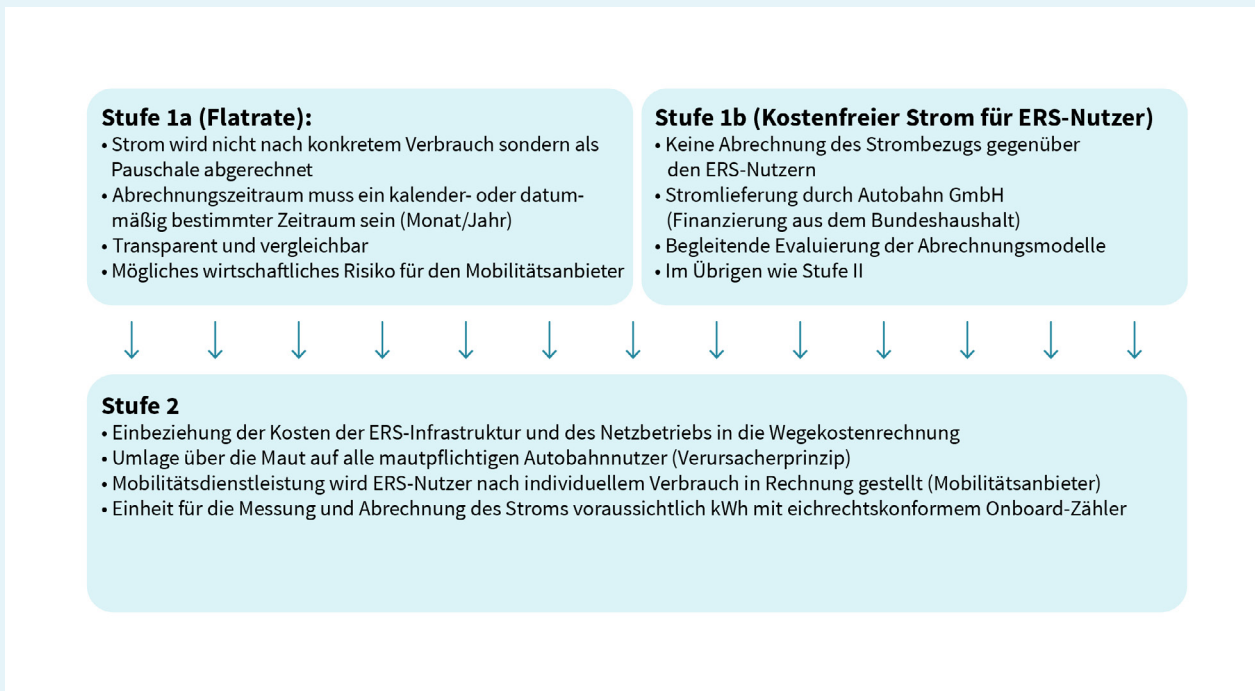 Stufe 1a (Flatrate):
• Strom wird nicht nach konkretem Verbrauch sondern als
Pauschale abgerechnet
• Abrechnungszeitraum muss ein kalender- oder datum-
mäßig bestimmter Zeitraum sein (Monat/Jahr)
• Transparent und vergleichbar
• Mögliches wirtschaftliches Risiko für den Mobilitätsanbieter
Stufe 1b (Kostenfreier Strom für ERS-Nutzer)
• Keine Abrechnung des Strombezugs gegenüber
den ERS-Nutzern
• Stromlieferung durch Autobahn GmbH
(Finanzierung aus dem Bundeshaushalt)
• Begleitende Evaluierung der Abrechnungsmodelle
• Im Übrigen wie Stufe II
Stufe 2
• Einbeziehung der Kosten der ERS-Infrastruktur und des Netzbetriebs in die Wegekostenrechnung
• Umlage über die Maut auf alle mautpflichtigen Autobahnnutzer (Verursacherprinzip)
• Mobilitätsdienstleistung wird ERS-Nutzer nach individuellem Verbrauch in Rechnung gestellt (Mobilitätsanbieter)
• Einheit für die Messung und Abrechnung des Stroms voraussichtlich kWh mit eichrechtskonformem Onboard-Zähler